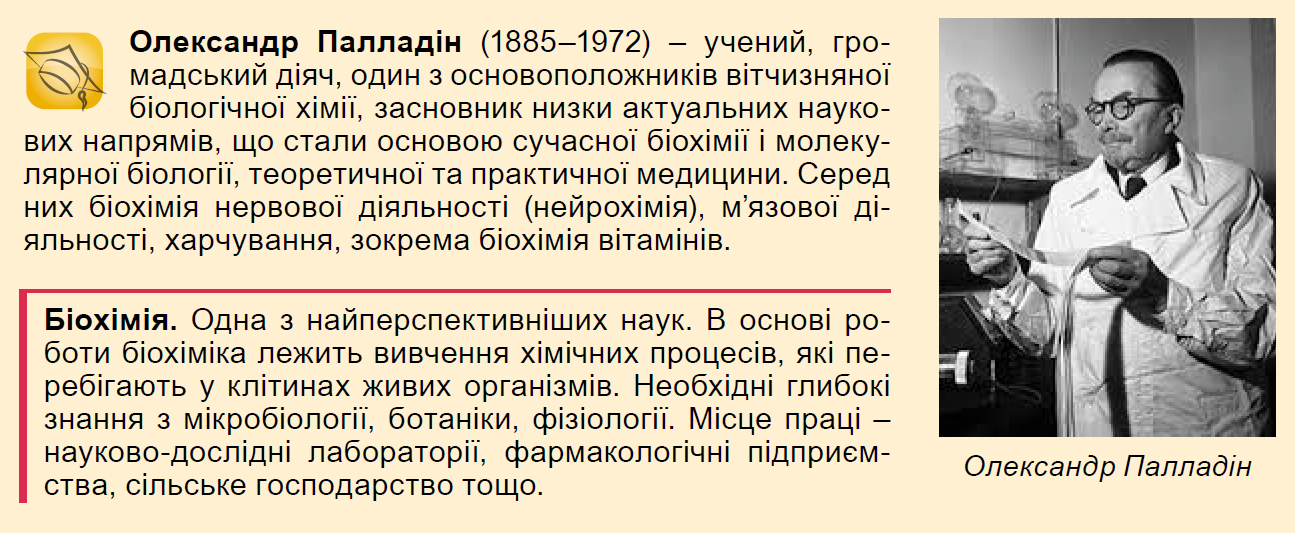 Олександр Палладін (1885–1972) – учений, гро-
мадський діяч, один з основоположників вітчизняної
біологічної хімії, засновник низки актуальних науко-
вих напрямів, що стали основою сучасної біохімії і молеку-
лярної біології, теоретичної та практичної медицини. Серед
них біохімія нервової діяльності (нейрохімія), м’язової ді-
яльності, харчування, зокрема біохімія вітамінів.
Біохімія. Одна з найперспективніших наук. В основі ро-
боти біохіміка лежить вивчення хімічних процесів, які пе-
ребігають у клітинах живих організмів. Необхідні глибокі
знання з мікробіології, ботаніки, фізіології. Місце праці –
науково-дослідні лабораторії, фармакологічні підприєм-
ства, сільське господарство тощо.
Олександр Палладін